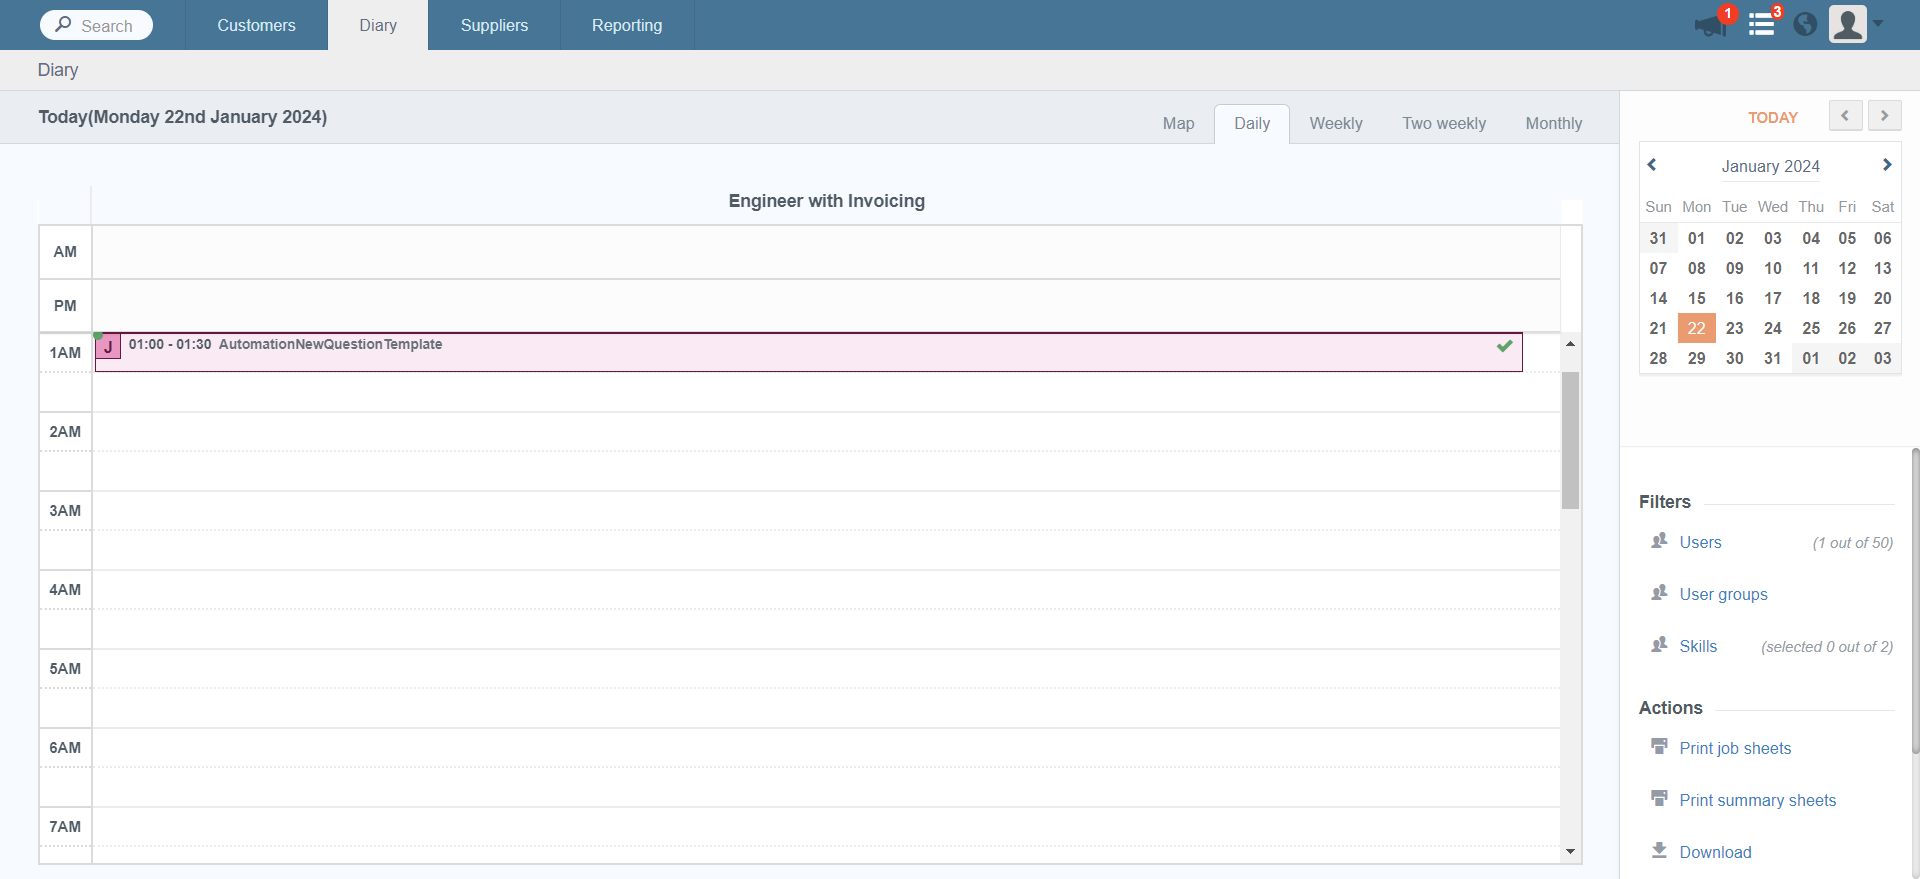 Search
Customers
Diary
Suppliers
Reporting
1
3
Diary
Today(Monday 22nd January 2024)
Map
Daily
Weekly
Two weekly
Monthly
Engineer with Invoicing
AM
PM
1AM
J 01:00 - 01:30 AutomationNewQuestionTemplate
2AM
3AM
4AM
5AM
6AM
7AM
TODAY
January 2024
Sun Mon Tue Wed Thu Fri Sat
31 01 02 03 04 05 06
07 08 09 10 11 12 13
14 15 16 17 18 19 20
21 22 23 24 25 26 27
28 29 30 31 01 02 03
Filters
Users (1 out of 50)
User groups
Skills (selected 0 out of 2)
Actions
Print job sheets
Print summary sheets
Download